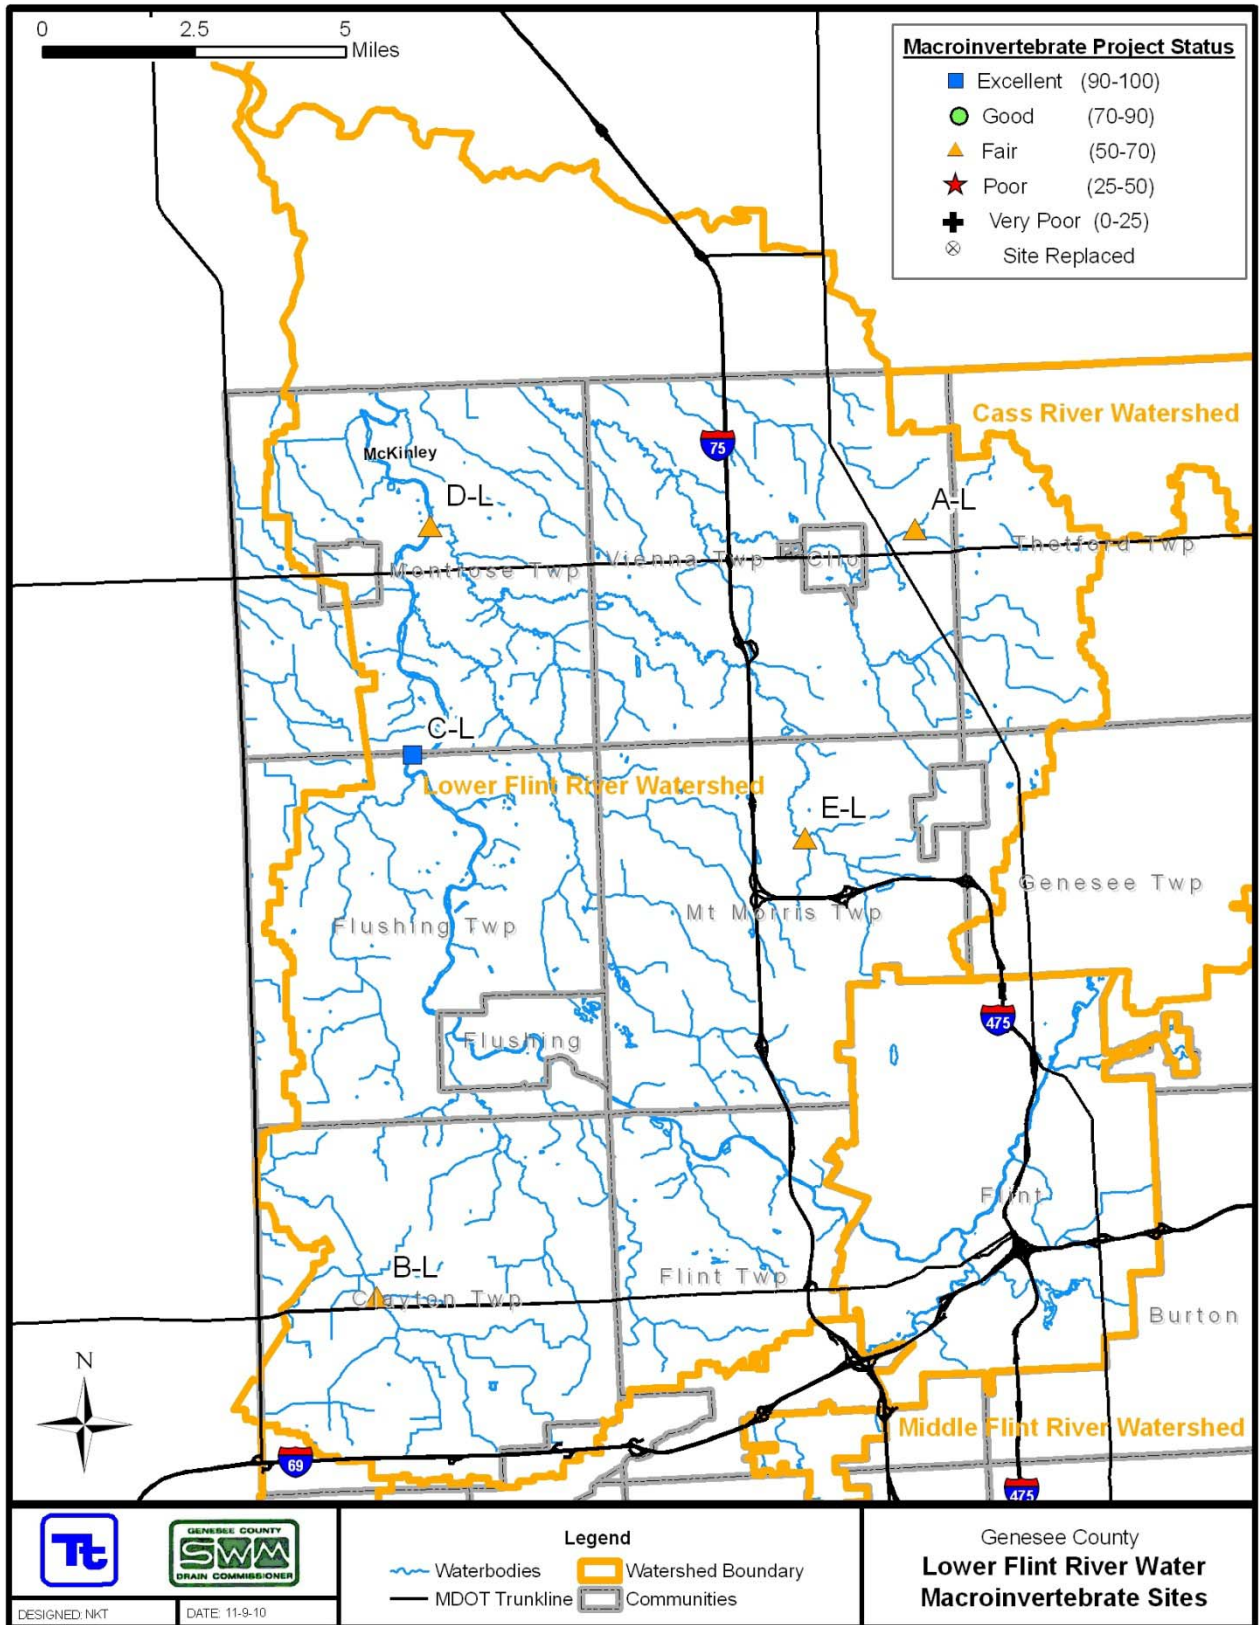 0 2.5 5
Miles
Macroinvertebrate Project Status
Excellent (90-100)
Good (70-90)
Fair (50-70)
Poor (25-50)
Very Poor (0-25)
Site Replaced
Cass River Watershed
75
McKinley
D-L
A-L
Thetford Twp
Montrose Twp
Vienna Twp
Clio
C-L
Lower Flint River Watershed
E-L
Genesee Twp
Mt Morris Twp
Flushing Twp
475
Flushing
Flint
B-L
Flint Twp
Clayton Twp
Burton
N
Middle Flint River Watershed
69
475
Tt
GENESEE COUNTY
SWM
DRAIN COMMISSIONER
DESIGNED: NKT
DATE: 11-9-10
Legend
Waterbodies
Watershed Boundary
MDOT Trunkline
Communities
Genesee County
Lower Flint River Water
Macroinvertebrate Sites